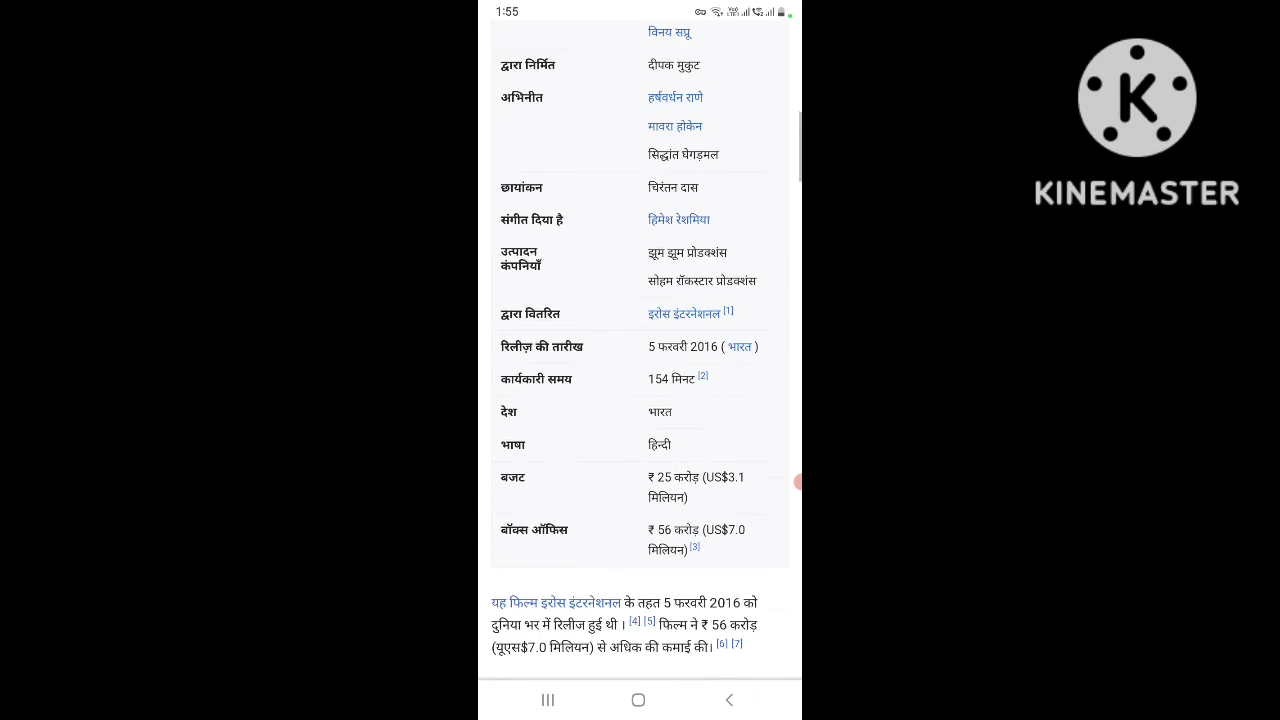 1:55
विनय सप्रू
द्वारा निर्मित दीपक मुकुट
अभिनीत हर्षवर्धन राणे
मावरा होकेन
सिद्धांत घेगड़मल
छायांकन चिरंतन दास
संगीत दिया है हिमेश रेशमिया
उत्पादन कंपनियाँ झूम झूम प्रोडक्शंस
सोहम रॉकस्टार प्रोडक्शंस
द्वारा वितरित इरोस इंटरनेशनल [1]
रिलीज़ की तारीख 5 फरवरी 2016 ( भारत )
कार्यकारी समय 154 मिनट [2]
देश भारत
भाषा हिन्दी
बजट ₹ 25 करोड़ (US$3.1
मिलियन)
बॉक्स ऑफिस ₹ 56 करोड़ (US$7.0
मिलियन) [3]
यह फिल्म इरोस इंटरनेशनल के तहत 5 फरवरी 2016 को
दुनिया भर में रिलीज हुई थी । [4] [5] फिल्म ने ₹ 56 करोड़
(यूएस$7.0 मिलियन) से अधिक की कमाई की। [6] [7]
K
KINEMASTER